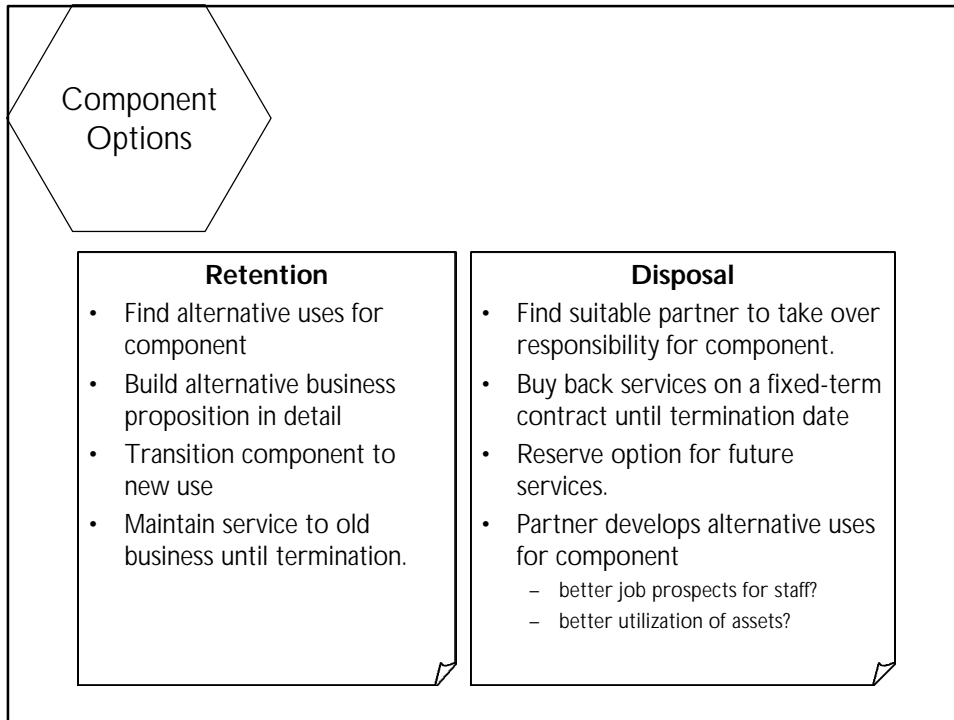 Component
Options
Retention
• Find alternative uses for
component
• Build alternative business
proposition in detail
• Transition component to
new use
• Maintain service to old
business until termination.
Disposal
• Find suitable partner to take over
responsibility for component.
• Buy back services on a fixed-term
contract until termination date
• Reserve option for future
services.
• Partner develops alternative uses
for component
– better job prospects for staff?
– better utilization of assets?